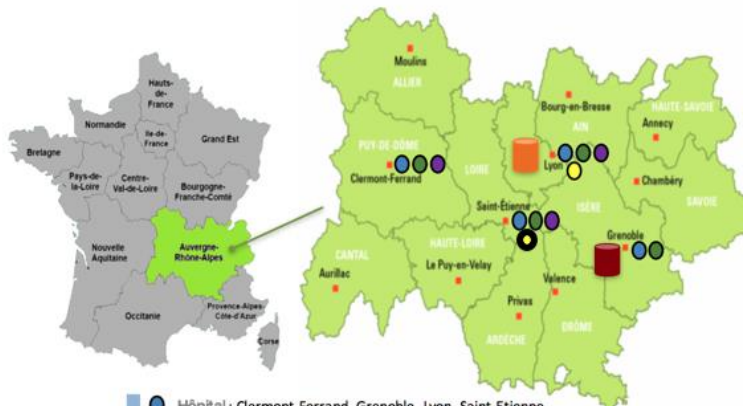 Hauts-
de-
France
Normandie
Ile-de-
France
Grand Est
Bretagne
Pays-de-
la-Loire
Centre-
Val-de-Loire
Bourgogne-
Franche-Comté
Nouvelle
Aquitaine
Auvergne-
Rhône-Alpes
Occitanie
Provence-Alpes
Côte-d'Azur
Corse
Moulins
ALLIER
Bourg-en-Bresse
AIN
HAUTE-SAVOIE
Annecy
PUY-DE-DÔME
Clermont-Ferrand
LOIRE
Lyon
Chambéry
SAVOIE
Saint-Étienne
ISÈRE
Grenoble
CANTAL
Aurillac
HAUTE-LOIRE
Le Puy-en-Velay
Valence
Privas
ARDÈCHE
DRÔME
Hôpital : Clermont-Ferrand, Grenoble, Lyon, Saint-Etienne